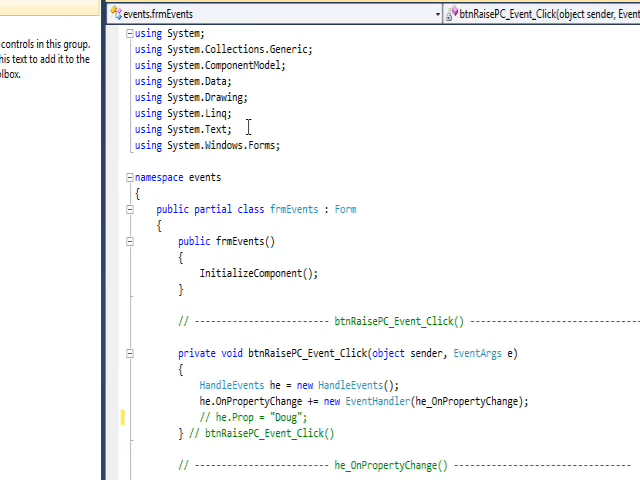 controls in this group.
his text to add it to the
olbox.
events.frmEvents
btnRaisePC_Event_Click(object sender, Event
using System;
using System.Collections.Generic;
using System.ComponentModel;
using System.Data;
using System.Drawing;
using System.Linq;
using System.Text;
using System.Windows.Forms;
namespace events
{
public partial class frmEvents : Form
{
public frmEvents()
{
InitializeComponent();
}
// ------------------------- btnRaisePC_Event_Click() -------------------------
private void btnRaisePC_Event_Click(object sender, EventArgs e)
{
HandleEvents he = new HandleEvents();
he.OnPropertyChange += new EventHandler(he_OnPropertyChange);
// he.Prop = "Doug";
} // btnRaisePC_Event_Click()
// ------------------------- he_OnPropertyChange() -------------------------